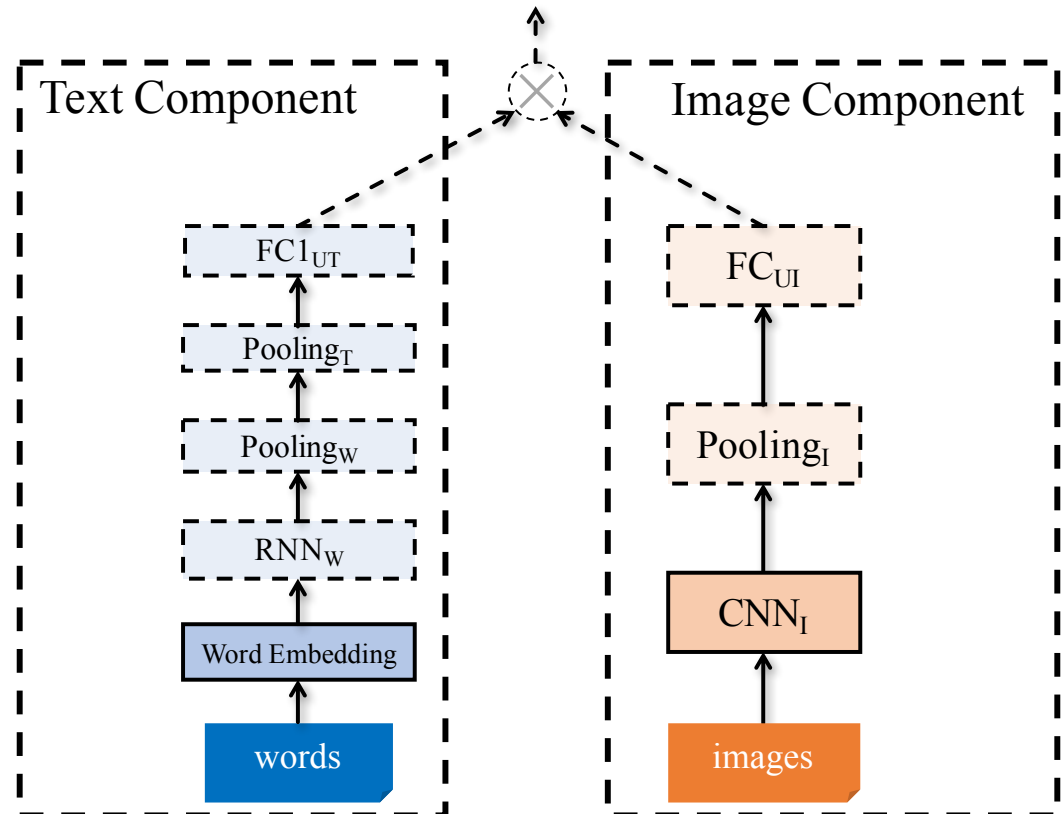 Text Component
Image Component
FC1UT
FCUI
PoolingT
PoolingW
PoolingI
RNNW
CNNI
Word Embedding
words
images